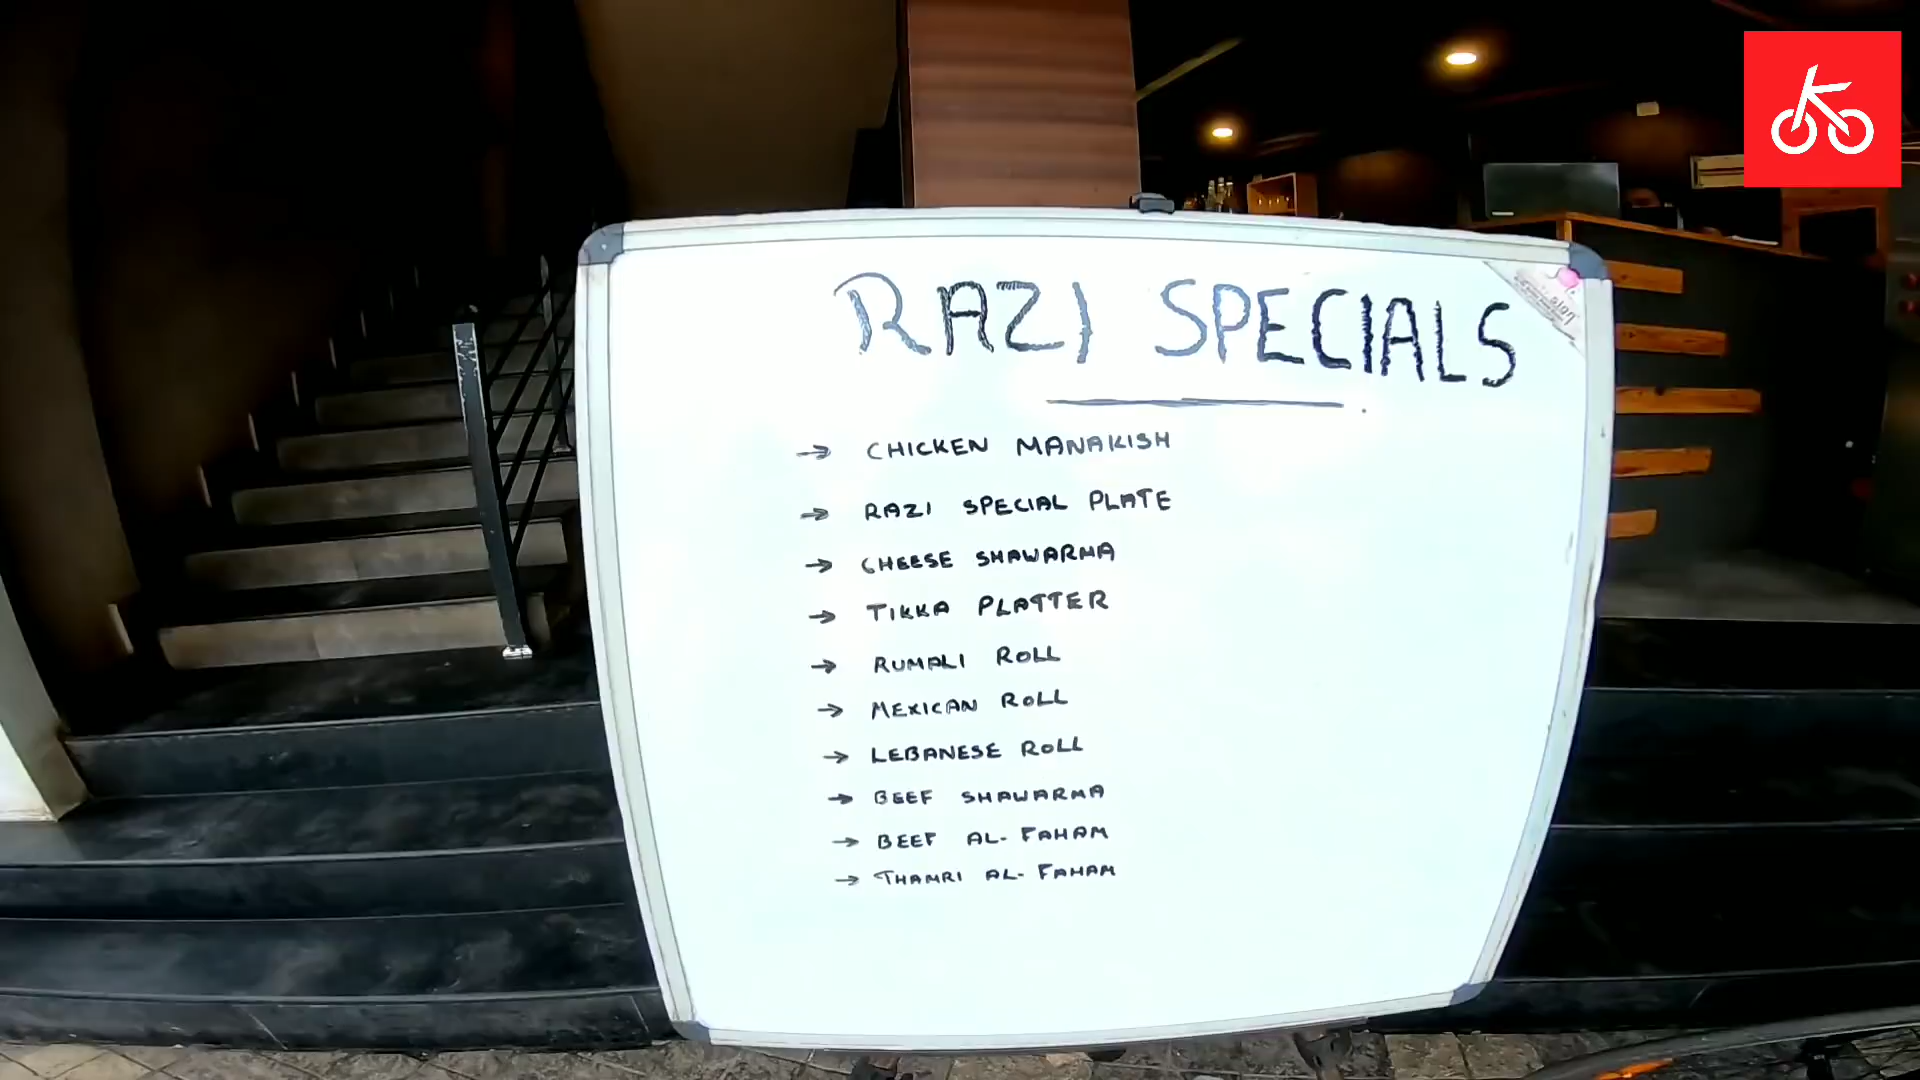 RAZI SPECIALS
→ CHICKEN MANAKISH
→ RAZI SPECIAL PLATE
→ CHEESE SHAWARMA
→ TIKKA PLATTER
→ RUMALI ROLL
→ MEXICAN ROLL
→ LEBANESE ROLL
→ BEEF SHAWARMA
→ BEEF AL-FAHAM
→ THAMRI AL-FAHAM